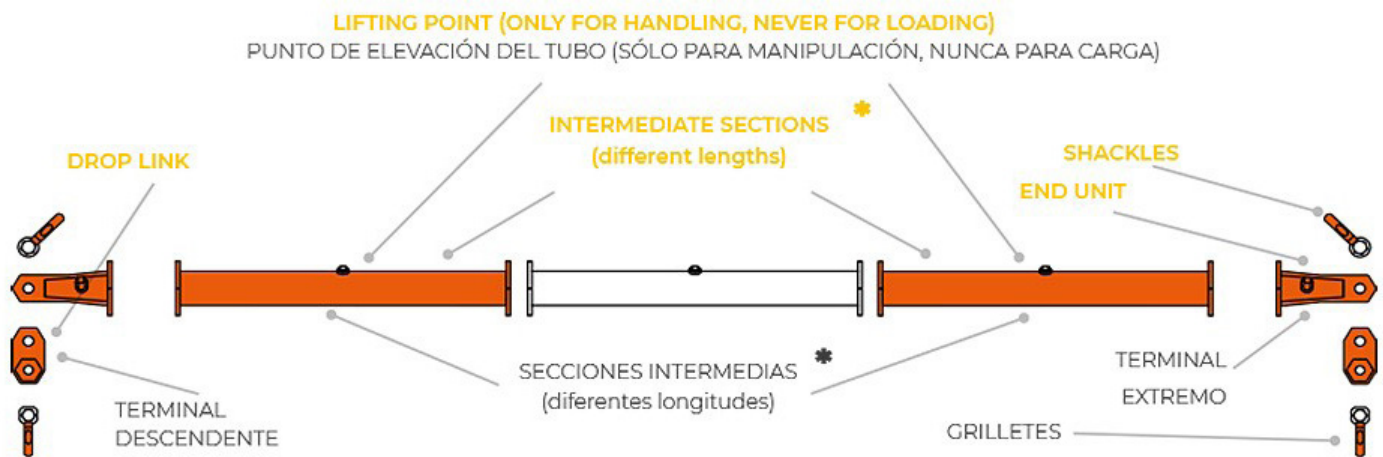 LIFTING POINT (ONLY FOR HANDLING, NEVER FOR LOADING)
PUNTO DE ELEVACIÓN DEL TUBO (SÓLO PARA MANIPULACIÓN, NUNCA PARA CARGA)
INTERMEDIATE SECTIONS *
(different lengths)
DROP LINK
SHACKLES
END UNIT
SECCIONES INTERMEDIAS *
(diferentes longitudes)
TERMINAL
DESCENDENTE
TERMINAL
EXTREMO
GRILLETES